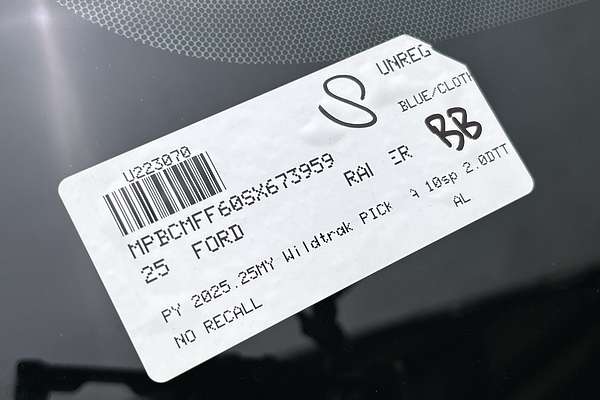 UNREG
S
BLUE/CLOTH
BB
U223070
MPBCMFF60SX673959
25 FORD RAN ER
PY 2025.25MY Wildtrak PICK A 10sp 2.0DTT
AL
NO RECALL